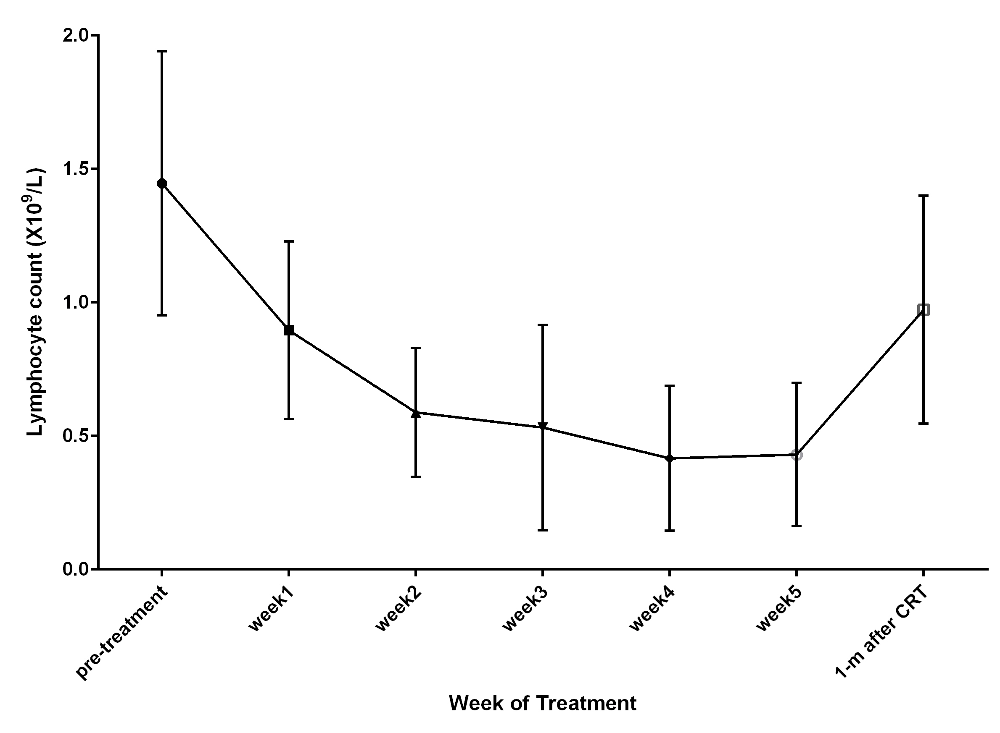 Lymphocyte count (X10⁹/L)
2.0
1.5
1.0
0.5
0.0
pre-treatment
week1
week2
week3
week4
week5
1-m after CRT
Week of Treatment